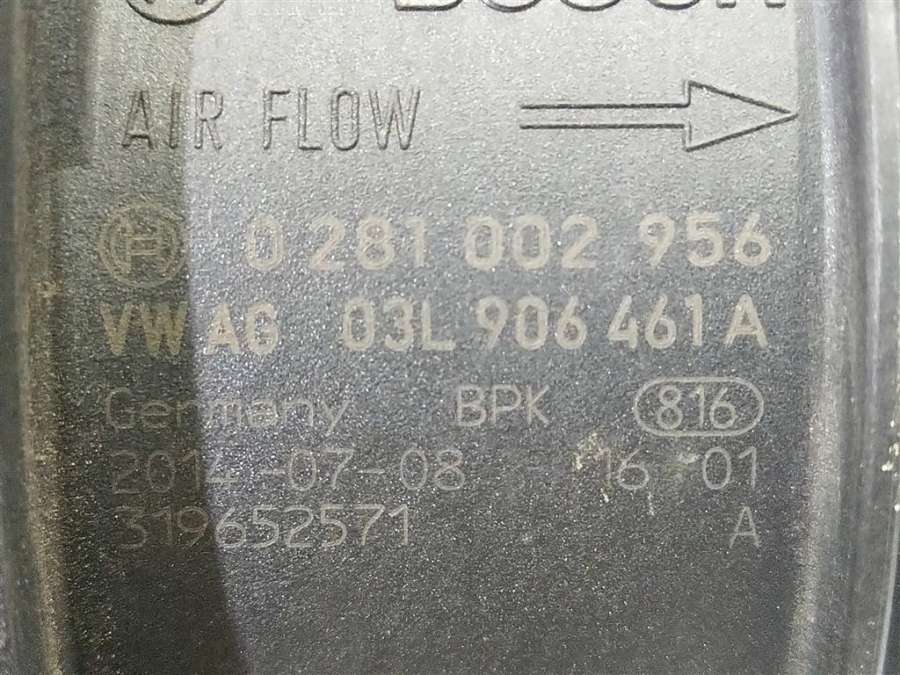 BOSCH
AIR FLOW
0 281 002 956
VW AG 03L 906 461 A
Germany BPK 816
2014-07-08 16 01
319652571 A